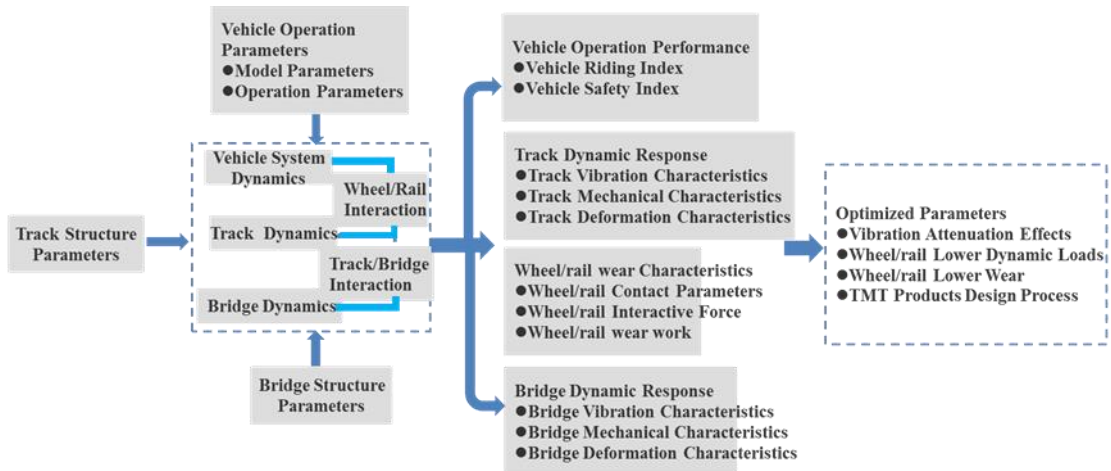 Vehicle Operation
Parameters
●Model Parameters
●Operation Parameters
Vehicle System
Dynamics
Wheel/Rail
Interaction
Track Dynamics
Track/Bridge
Interaction
Bridge Dynamics
Track Structure
Parameters
Bridge Structure
Parameters
Vehicle Operation Performance
●Vehicle Riding Index
●Vehicle Safety Index
Track Dynamic Response
●Track Vibration Characteristics
●Track Mechanical Characteristics
●Track Deformation Characteristics
Wheel/rail wear Characteristics
●Wheel/rail Contact Parameters
●Wheel/rail Interactive Force
●Wheel/rail wear work
Bridge Dynamic Response
●Bridge Vibration Characteristics
●Bridge Mechanical Characteristics
●Bridge Deformation Characteristics
Optimized Parameters
●Vibration Attenuation Effects
●Wheel/rail Lower Dynamic Loads
●Wheel/rail Lower Wear
●TMT Products Design Process